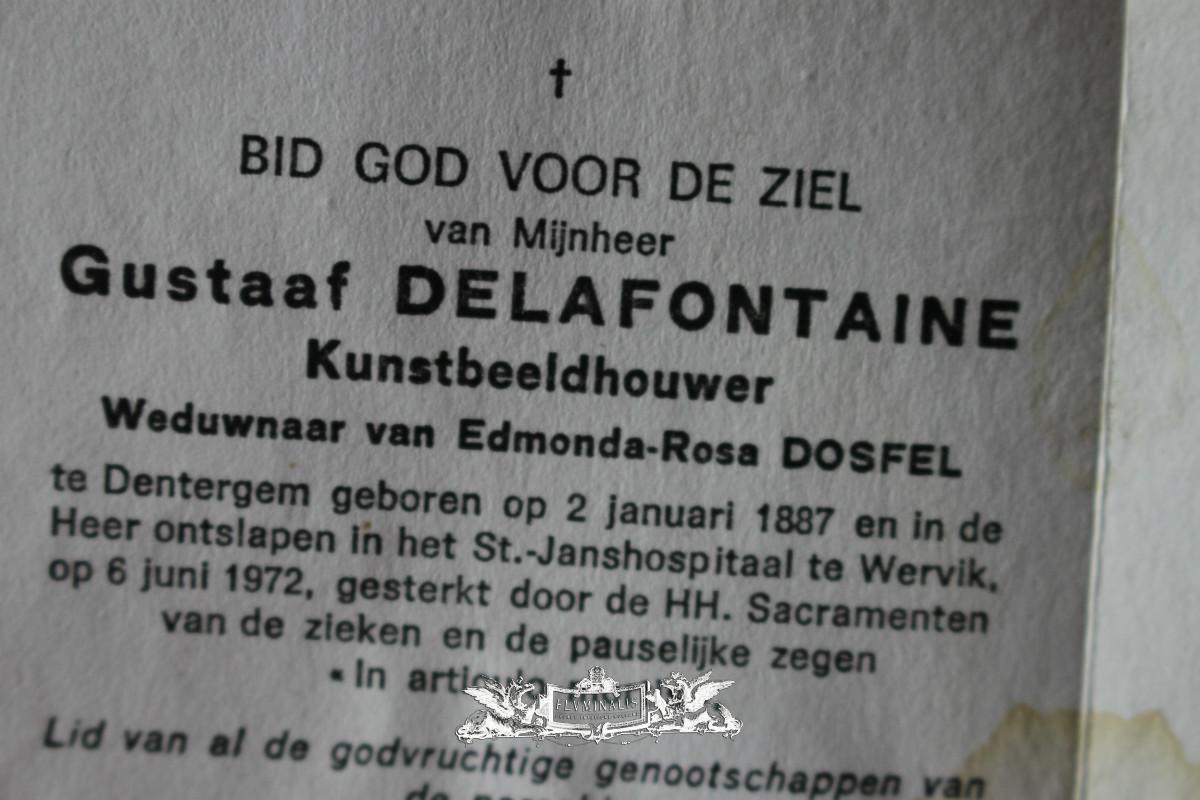 †
BID GOD VOOR DE ZIEL
van Mijnheer
Gustaaf DELAFONTAINE
Kunstbeeldhouwer
Weduwnaar van Edmonda-Rosa DOSFEL
te Dentergem geboren op 2 januari 1887 en in de
Heer ontslapen in het St.-Janshospitaal te Wervik,
op 6 juni 1972, gesterkt door de HH. Sacramenten
van de zieken en de pauselijke zegen
« In
FLVMINALIS
Lid van al de godvruchtige genootschappen van
de